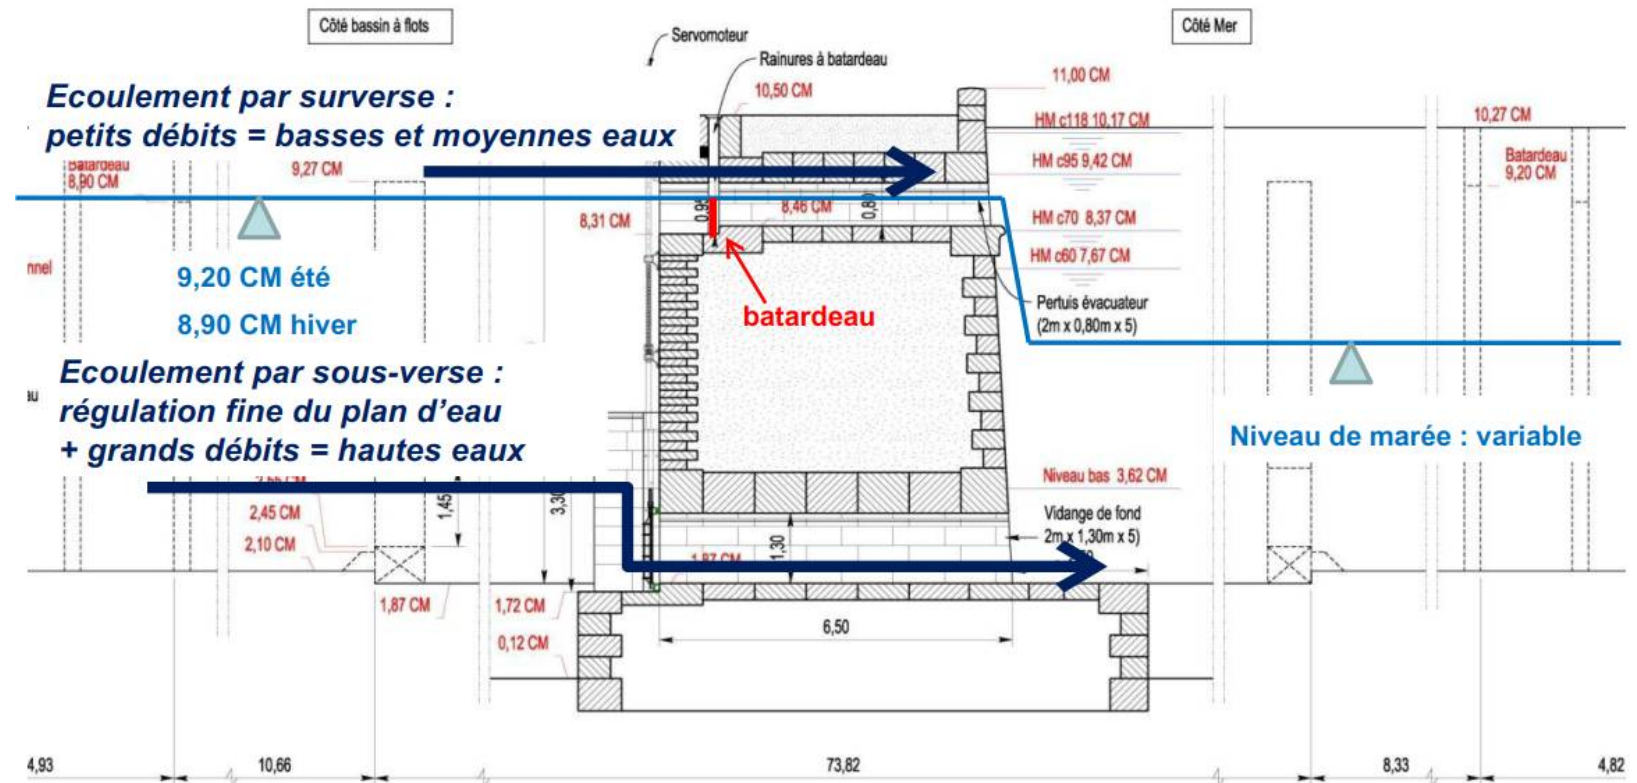 Côté bassin à flots
Côté Mer
Servomoteur
Rainures à batardeau
Ecoulement par surverse :
petits débits = basses et moyennes eaux
10,50 CM
11,00 CM
HM c118 10,17 CM
10,27 CM
Batardeau
8,90 CM
9,27 CM
HM c95 9,42 CM
Batardeau
9,20 CM
8,31 CM
8,46 CM
HM c70 8,37 CM
HM c60 7,67 CM
9,20 CM été
8,90 CM hiver
batardeau
Pertuis évacuateur
(2m x 0,80m x 5)
Ecoulement par sous-verse :
régulation fine du plan d'eau
+ grands débits = hautes eaux
Niveau de marée : variable
Niveau bas 3,62 CM
2,45 CM
1,45
3,30
Vidange de fond
2m x 1,30m x 5)
2,10 CM
1,30
1,87 CM
1,87 CM
1,72 CM
6,50
0,12 CM
4,93
10,66
73,82
8,33
4,82